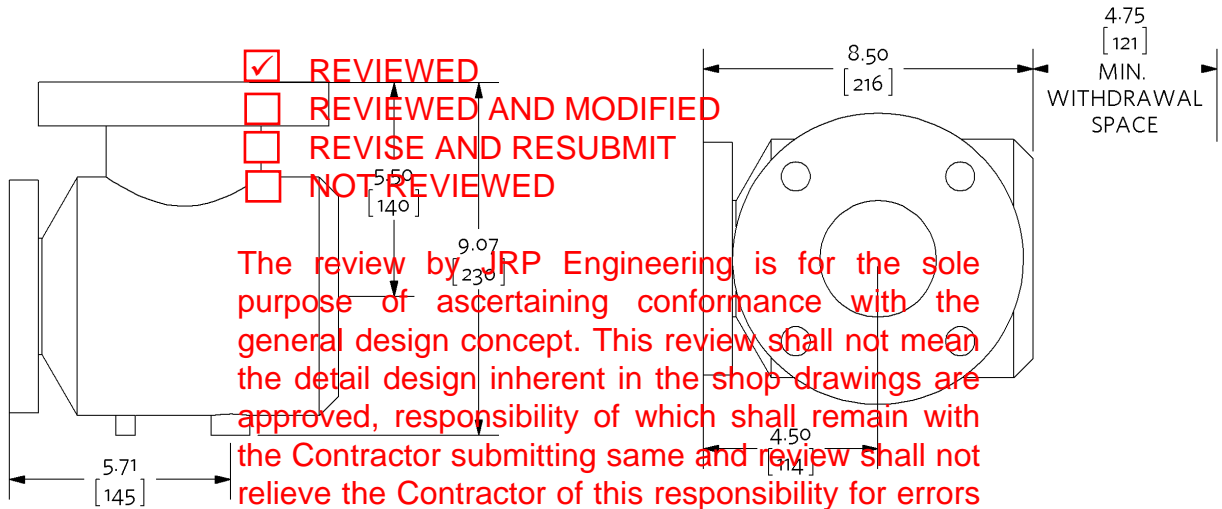 4.75
[121]
MIN.
WITHDRAWAL
SPACE
8.50
[216]
REVIEWED
REVIEWED AND MODIFIED
REVISE AND RESUBMIT
NOT REVIEWED
5.50
[140]
9.07
[230]
The review by JRP Engineering is for the sole
purpose of ascertaining conformance with the
general design concept. This review shall not mean
the detail design inherent in the shop drawings are
approved, responsibility of which shall remain with
the Contractor submitting same and review shall not
relieve the Contractor of this responsibility for errors
4.50
[114]
5.71
[145]